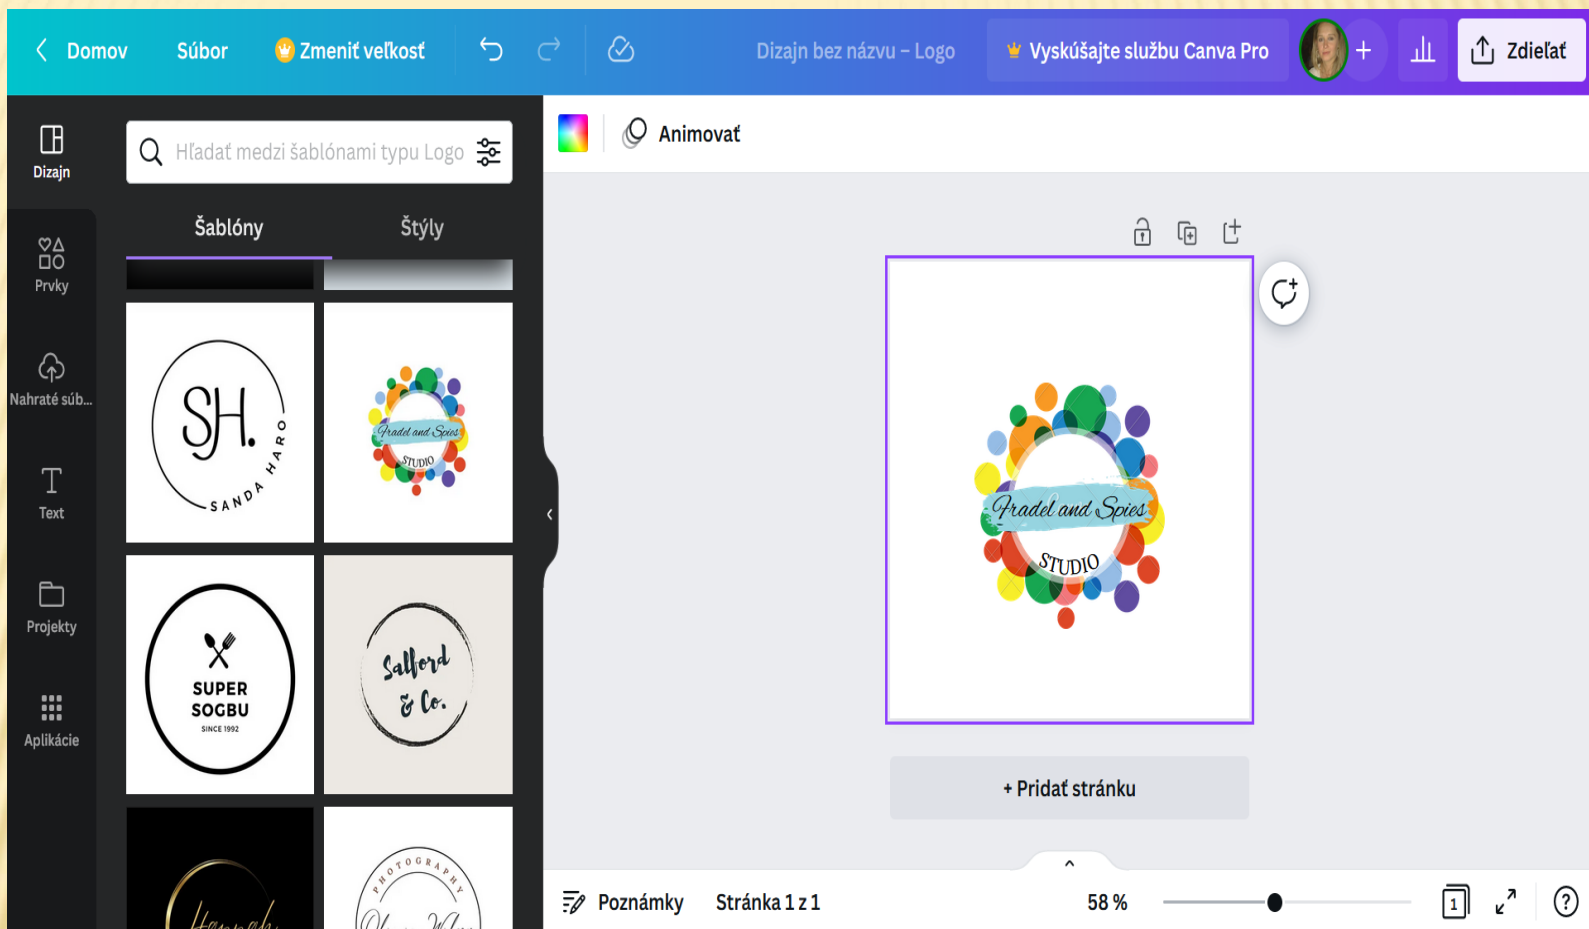 Domov
Súbor
Zmeniť veľkosť
Dizajn bez názvu – Logo
Vyskúšajte službu Canva Pro
+
Zdieľať
Dizajn
Prvky
Nahraté súb...
Text
Projekty
Aplikácie
Hľadať medzi šablónami typu Logo
Šablóny
Štýly
SH.
SANDA HARO
Fradel and Spies
STUDIO
SUPER
SOGBU
SINCE 1992
Salford
& Co.
Hannah
PHOTOGRAPHY
Animovať
Fradel and Spies
STUDIO
+ Pridať stránku
Poznámky
Stránka 1 z 1
58 %
1
?